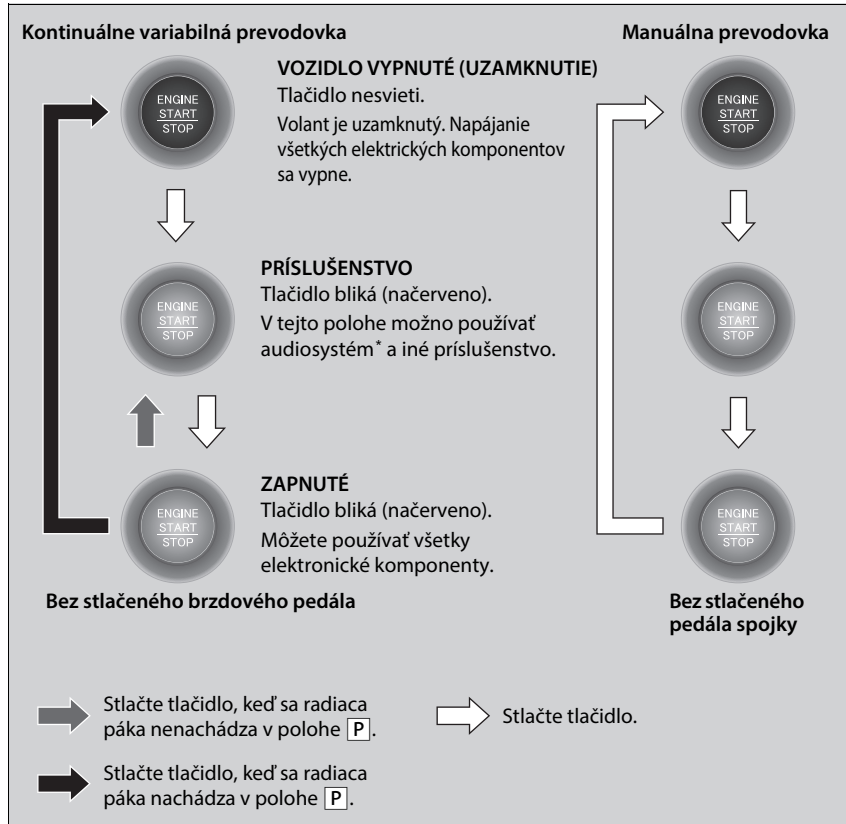 Kontinuálne variabilná prevodovka
Manuálna prevodovka
ENGINE
START
STOP
VOZIDLO VYPNUTÉ (UZAMKNUTIE)
Tlačidlo nesvieti.
Volant je uzamknutý. Napájanie
všetkých elektrických komponentov
sa vypne.
ENGINE
START
STOP
ENGINE
START
STOP
PRÍSLUŠENSTVO
Tlačidlo bliká (načerveno).
V tejto polohe možno používať
audiosystém* a iné príslušenstvo.
ENGINE
START
STOP
ENGINE
START
STOP
ZAPNUTÉ
Tlačidlo bliká (načerveno).
Môžete používať všetky
elektronické komponenty.
ENGINE
START
STOP
Bez stlačeného brzdového pedála
Bez stlačeného
pedála spojky
Stlačte tlačidlo, keď sa radiaca
páka nenachádza v polohe P.
Stlačte tlačidlo.
Stlačte tlačidlo, keď sa radiaca
páka nachádza v polohe P.